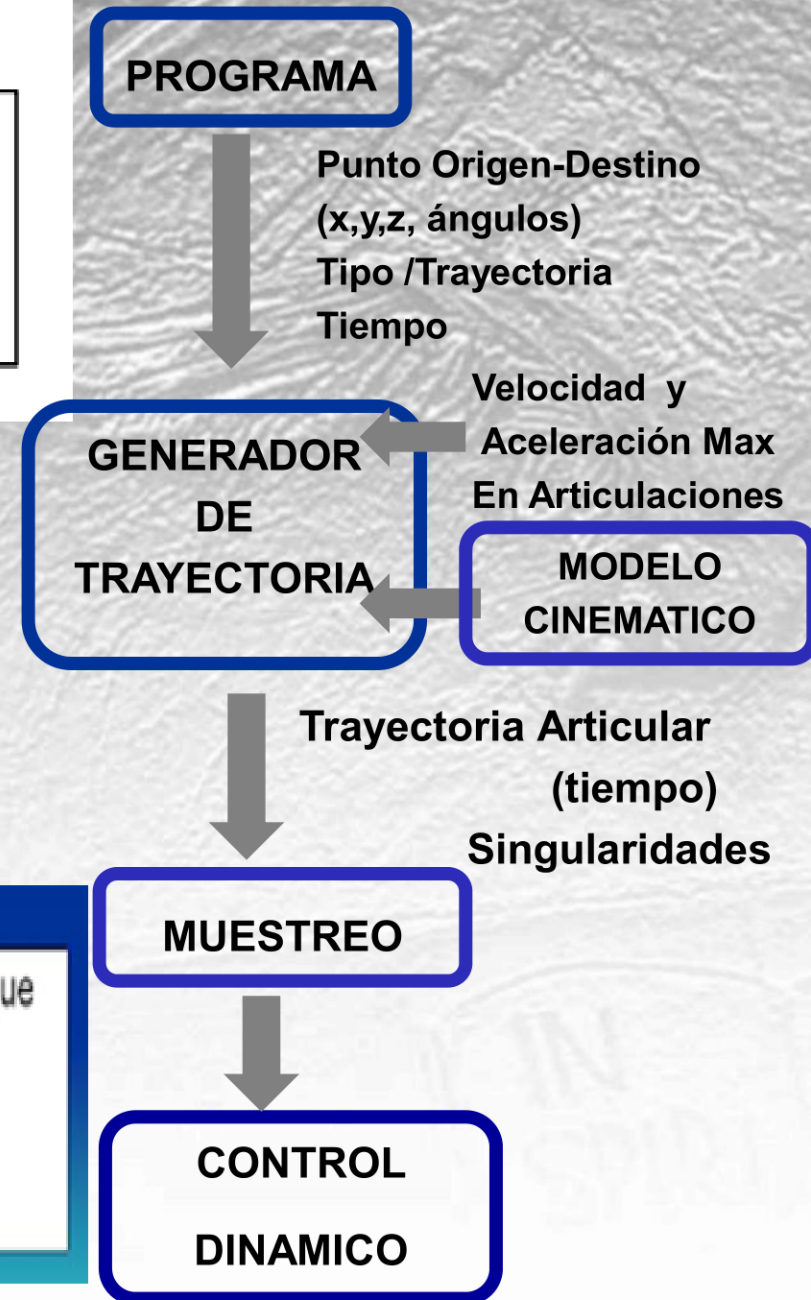 PROGRAMA
Punto Origen-Destino
(x,y,z, ángulos)
Tipo /Trayectoria
Tiempo
Velocidad y
Aceleración Max
En Articulaciones
GENERADOR
DE
TRAYECTORIA
MODELO
CINEMATICO
Trayectoria Articular
(tiempo)
Singularidades
MUESTREO
CONTROL
DINAMICO